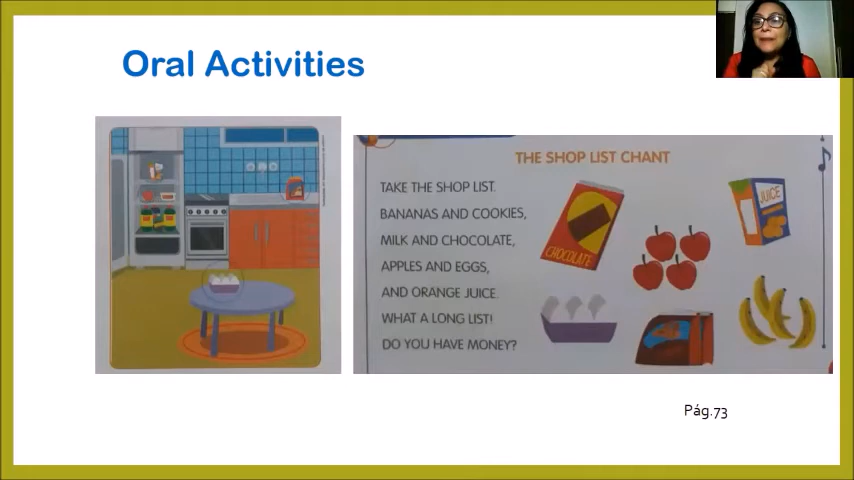 Oral Activities
THE SHOP LIST CHANT
TAKE THE SHOP LIST.
BANANAS AND COOKIES,
MILK AND CHOCOLATE,
APPLES AND EGGS,
AND ORANGE JUICE.
WHAT A LONG LIST!
DO YOU HAVE MONEY?
CHOCOLATE
JUICE
Pág.73